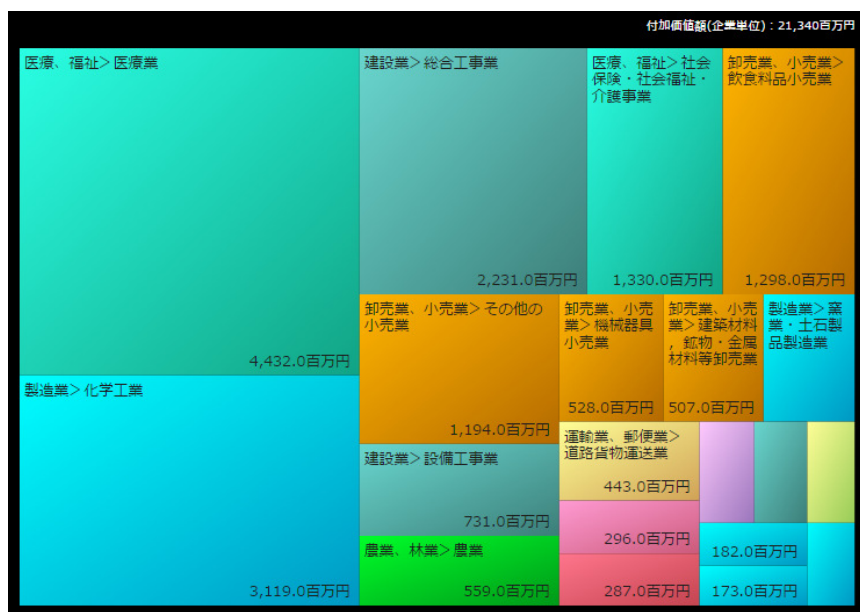 付加価値額(企業単位)：21,340百万円
医療、福祉＞医療業
4,432.0百万円
製造業＞化学工業
3,119.0百万円
建設業＞総合工事業
2,231.0百万円
医療、福祉＞社会
保険・社会福祉・
介護事業
1,330.0百万円
卸売業、小売業＞
飲食料品小売業
1,298.0百万円
卸売業、小売業＞その他の
小売業
1,194.0百万円
卸売業、小売
業＞機械器具
小売業
528.0百万円
卸売業、小売
業＞建築材料
，鉱物・金属
材料等卸売業
507.0百万円
製造業＞窯
業・土石製
品製造業
建設業＞設備工事業
731.0百万円
農業、林業＞農業
559.0百万円
運輸業、郵便業＞
道路貨物運送業
443.0百万円
296.0百万円
287.0百万円
182.0百万円
173.0百万円